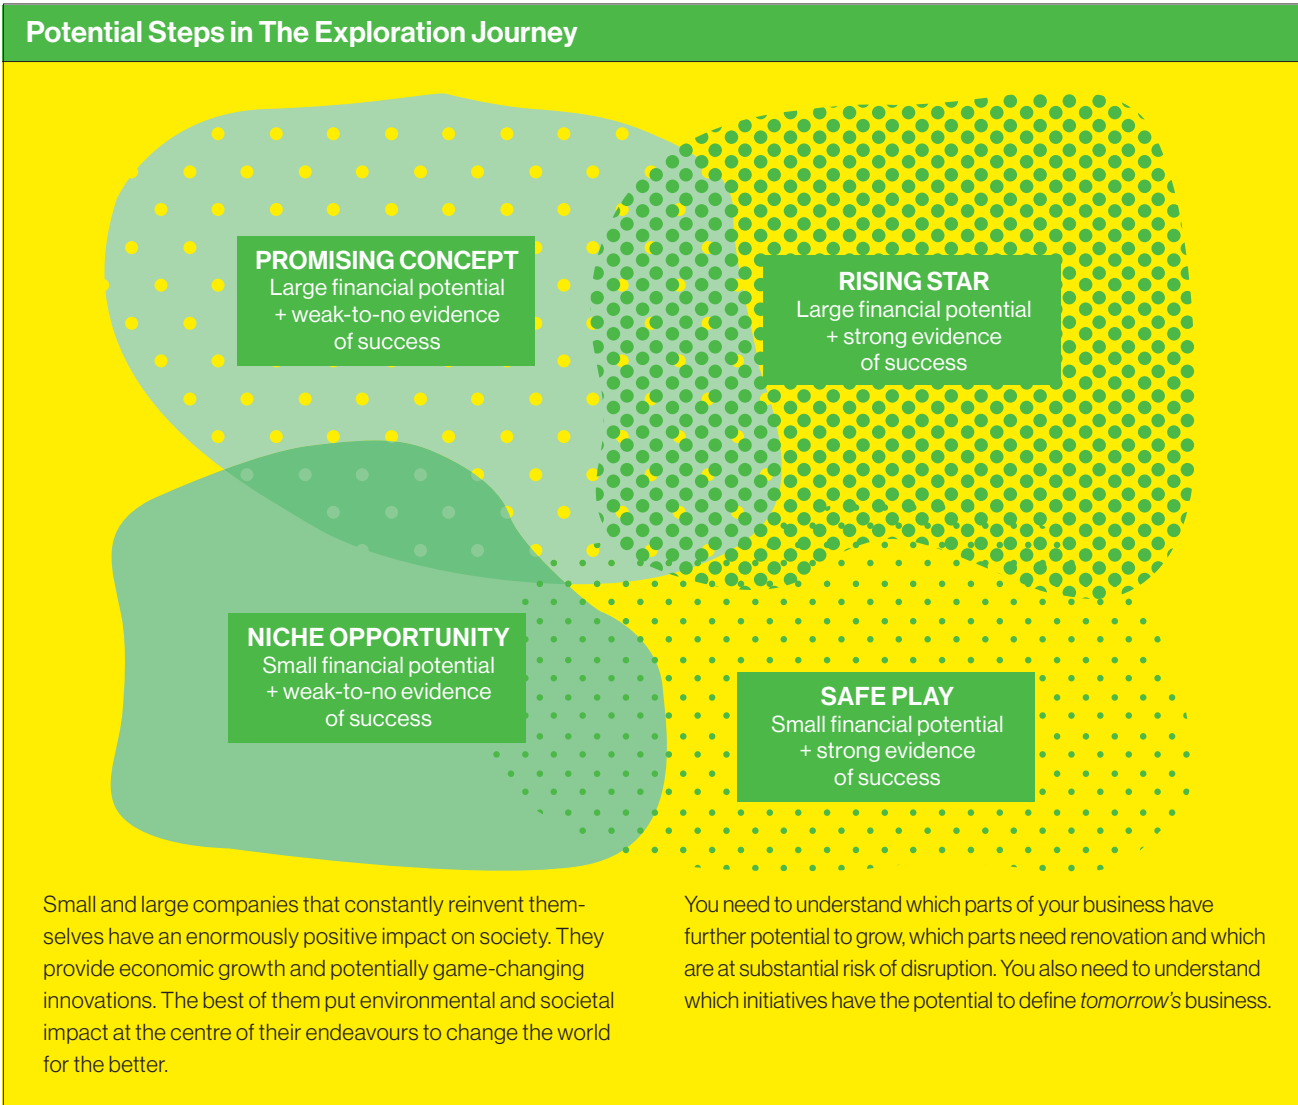 Potential Steps in The Exploration Journey
PROMISING CONCEPT
Large financial potential
+ weak-to-no evidence
of success
RISING STAR
Large financial potential
+ strong evidence
of success
NICHE OPPORTUNITY
Small financial potential
+ weak-to-no evidence
of success
SAFE PLAY
Small financial potential
+ strong evidence
of success
Small and large companies that constantly reinvent them-
selves have an enormously positive impact on society. They
provide economic growth and potentially game-changing
innovations. The best of them put environmental and societal
impact at the centre of their endeavours to change the world
for the better.
You need to understand which parts of your business have
further potential to grow, which parts need renovation and which
are at substantial risk of disruption. You also need to understand
which initiatives have the potential to define tomorrow's business.